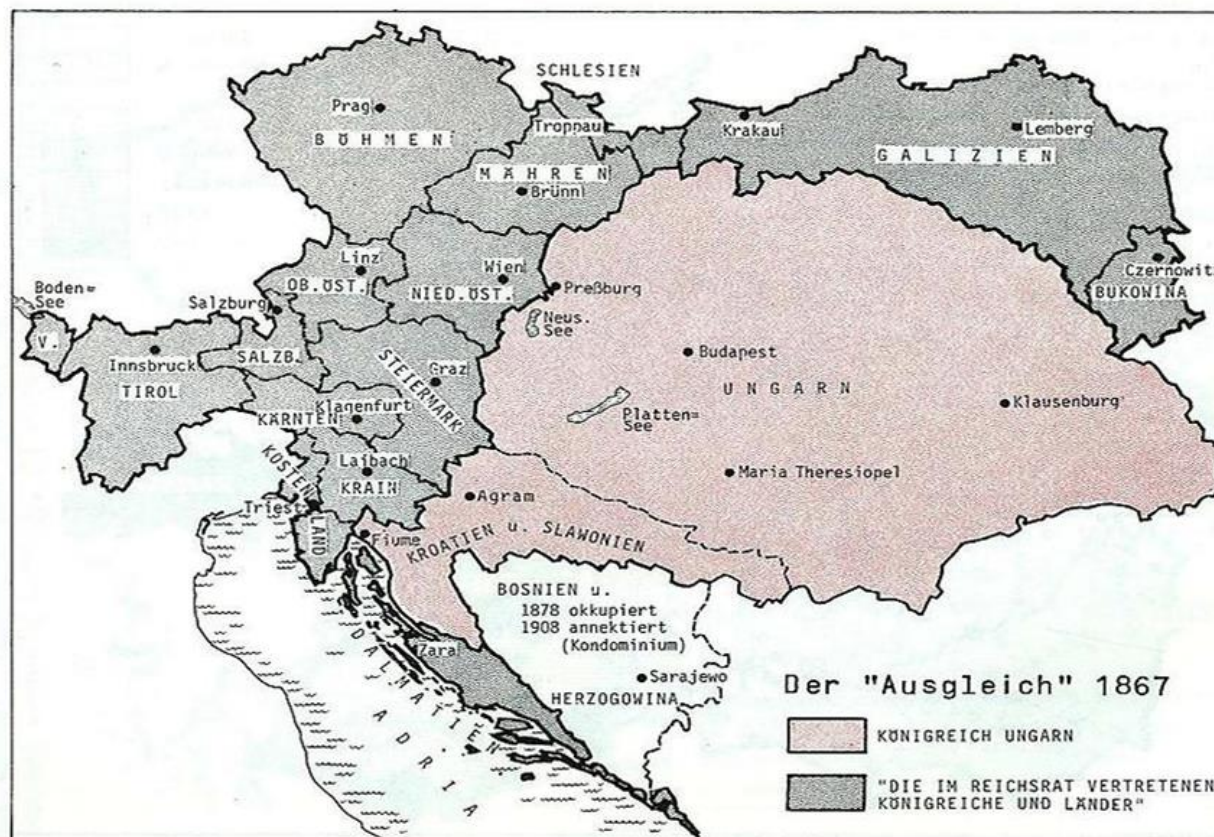 SCHLESIEN
Prag
BÖHMEN
Troppau
MÄHREN
Brünn
Krakau
Lemberg
GALIZIEN
Czernowitz
BUKOWINA
Linz
OB.ÖST.
Wien
NIED.ÖST.
Preßburg
Neus.
See
Boden=
See
V.
Salzburg
SALZB.
Innsbruck
TIROL
Graz
STEIERMARK
Klagenfurt
KÄRNTEN
Laibach
KRAIN
KÜSTEN
LAND
Triest
Budapest
UNGARN
Platten=
See
Klausenburg
Maria Theresiopel
Agram
Fiume
KROATIEN u. SLAWONIEN
BOSNIEN u.
1878 okkupiert
1908 annektiert
(Kondominium)
Sarajewo
HERZOGOWINA
Zara
DALMATIEN
ADRIA
Der "Ausgleich" 1867
KÖNIGREICH UNGARN
"DIE IM REICHSRAT VERTRETENEN
KÖNIGREICHE UND LÄNDER"